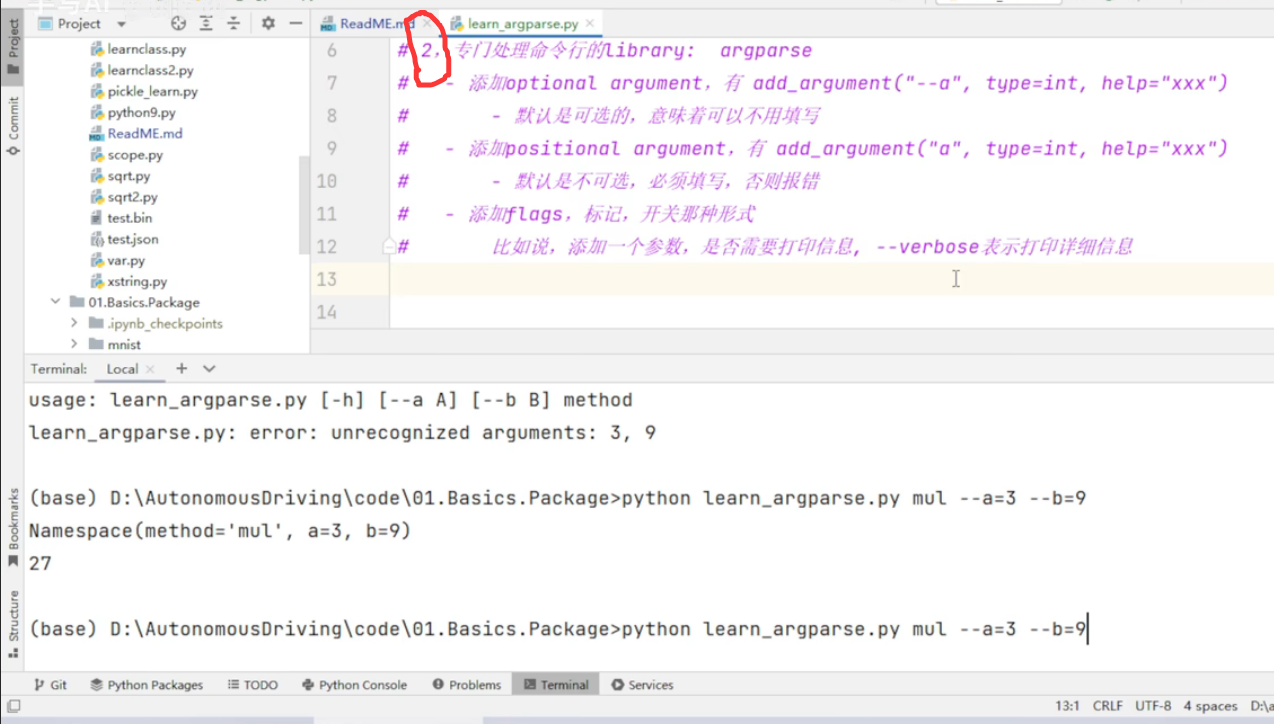 Project
ReadME.md
learn_argparse.py
Project
Commit
Bookmarks
Structure
learnclass.py
learnclass2.py
pickle_learn.py
python9.py
ReadME.md
scope.py
sqrt.py
sqrt2.py
test.bin
test.json
var.py
xstring.py
01.Basics.Package
.ipynb_checkpoints
mnist
6 # 2，专门处理命令行的library: argparse
7 # - 添加optional argument，有 add_argument("--a", type=int, help="xxx")
8 # - 默认是可选的，意味着可以不用填写
9 # - 添加positional argument，有 add_argument("a", type=int, help="xxx")
10 # - 默认是不可选，必须填写，否则报错
11 # - 添加flags，标记，开关那种形式
12 # 比如说，添加一个参数，是否需要打印信息, --verbose表示打印详细信息
13
14
Terminal: Local
usage: learn_argparse.py [-h] [--a A] [--b B] method
learn_argparse.py: error: unrecognized arguments: 3, 9
(base) D:\AutonomousDriving\code\01.Basics.Package>python learn_argparse.py mul --a=3 --b=9
Namespace(method='mul', a=3, b=9)
27
(base) D:\AutonomousDriving\code\01.Basics.Package>python learn_argparse.py mul --a=3 --b=9
Git Python Packages TODO Python Console Problems Terminal Services
13:1 CRLF UTF-8 4 spaces